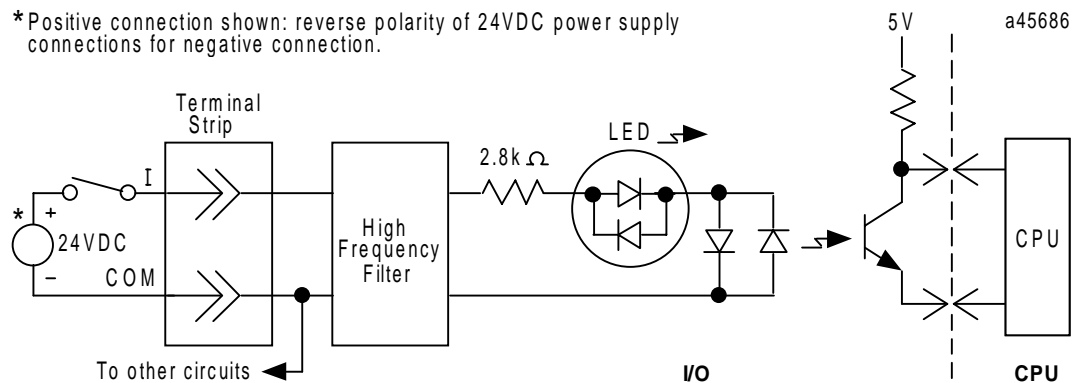 *Positive connection shown: reverse polarity of 24VDC power supply
connections for negative connection.
5V
a45686
Terminal
Strip
LED
2.8k Ω
I
*
+
24VDC
−
COM
High
Frequency
Filter
CPU
To other circuits
I/O
CPU